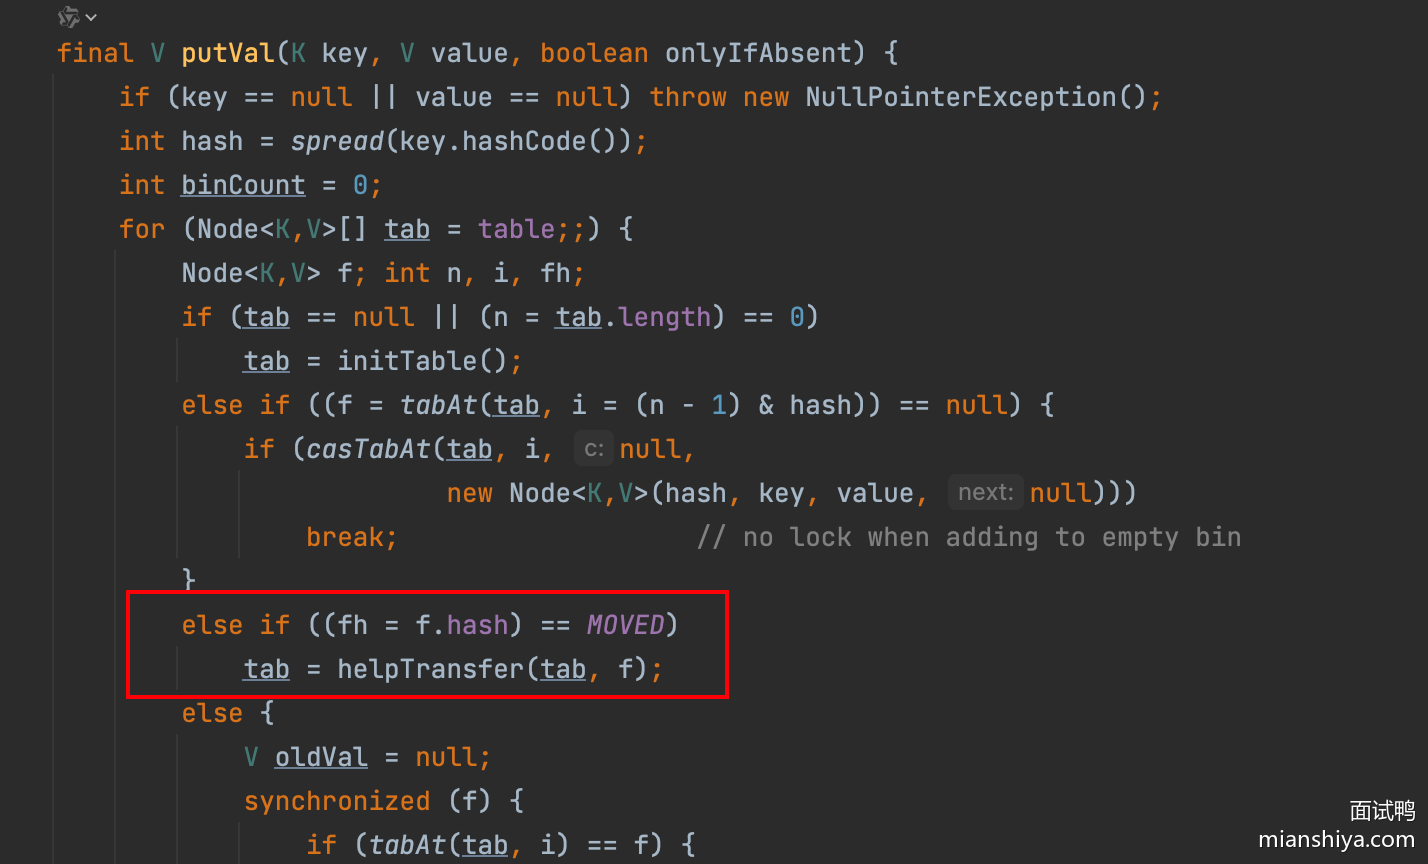 final V putVal(K key, V value, boolean onlyIfAbsent) {
    if (key == null || value == null) throw new NullPointerException();
    int hash = spread(key.hashCode());
    int binCount = 0;
    for (Node<K,V>[] tab = table;;) {
        Node<K,V> f; int n, i, fh;
        if (tab == null || (n = tab.length) == 0)
            tab = initTable();
        else if ((f = tabAt(tab, i = (n - 1) & hash)) == null) {
            if (casTabAt(tab, i, c: null,
                         new Node<K,V>(hash, key, value, next: null)))
                break;                   // no lock when adding to empty bin
        }
        else if ((fh = f.hash) == MOVED)
            tab = helpTransfer(tab, f);
        else {
            V oldVal = null;
            synchronized (f) {
                if (tabAt(tab, i) == f) {
面试鸭
mianshiya.com